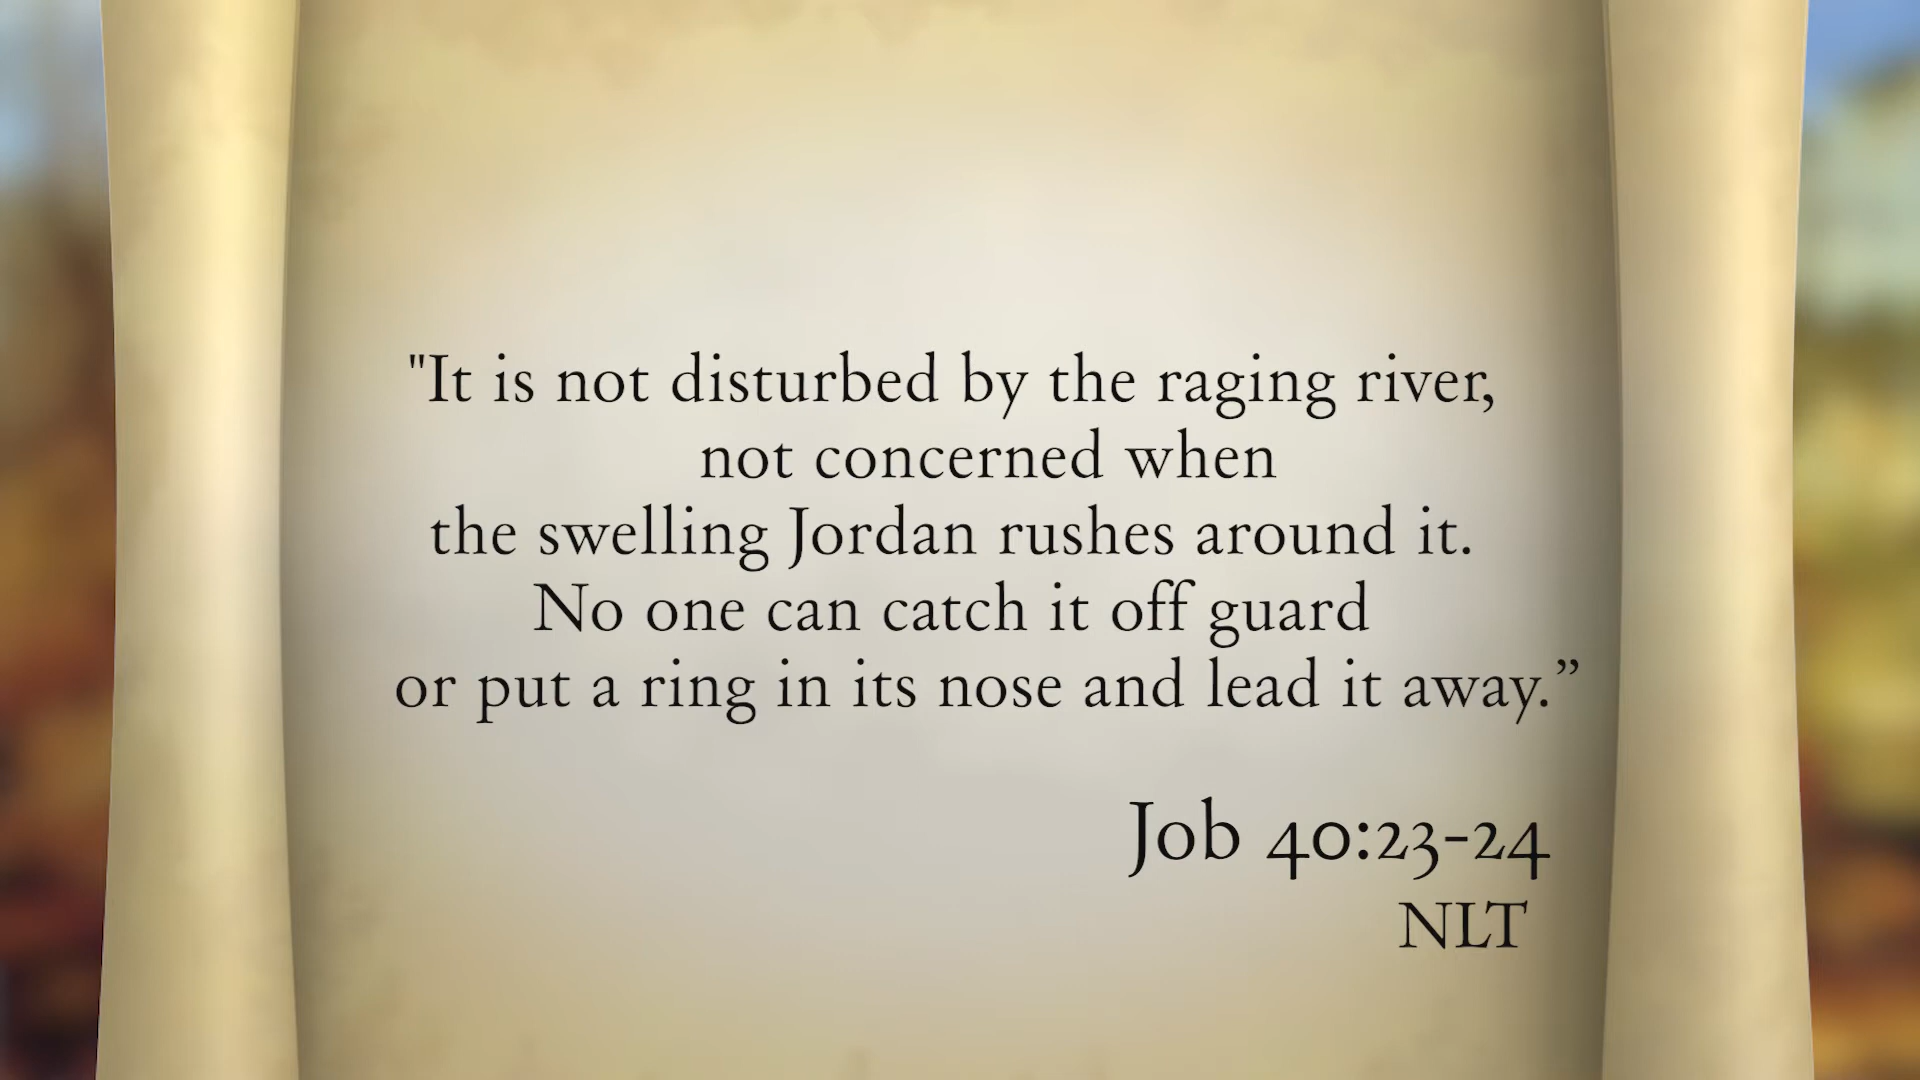 "It is not disturbed by the raging river,
not concerned when
the swelling Jordan rushes around it.
No one can catch it off guard
or put a ring in its nose and lead it away.”
Job 40:23-24
NLT